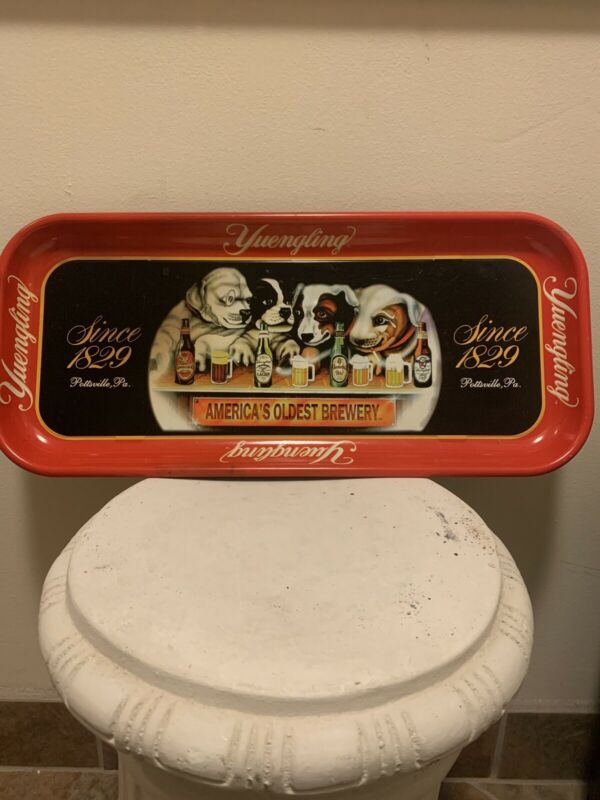 Yuengling
Yuengling
Since
1829
Pottsville, Pa.
AMERICA'S OLDEST BREWERY
Since
1829
Pottsville, Pa.
Yuengling
Yuengling